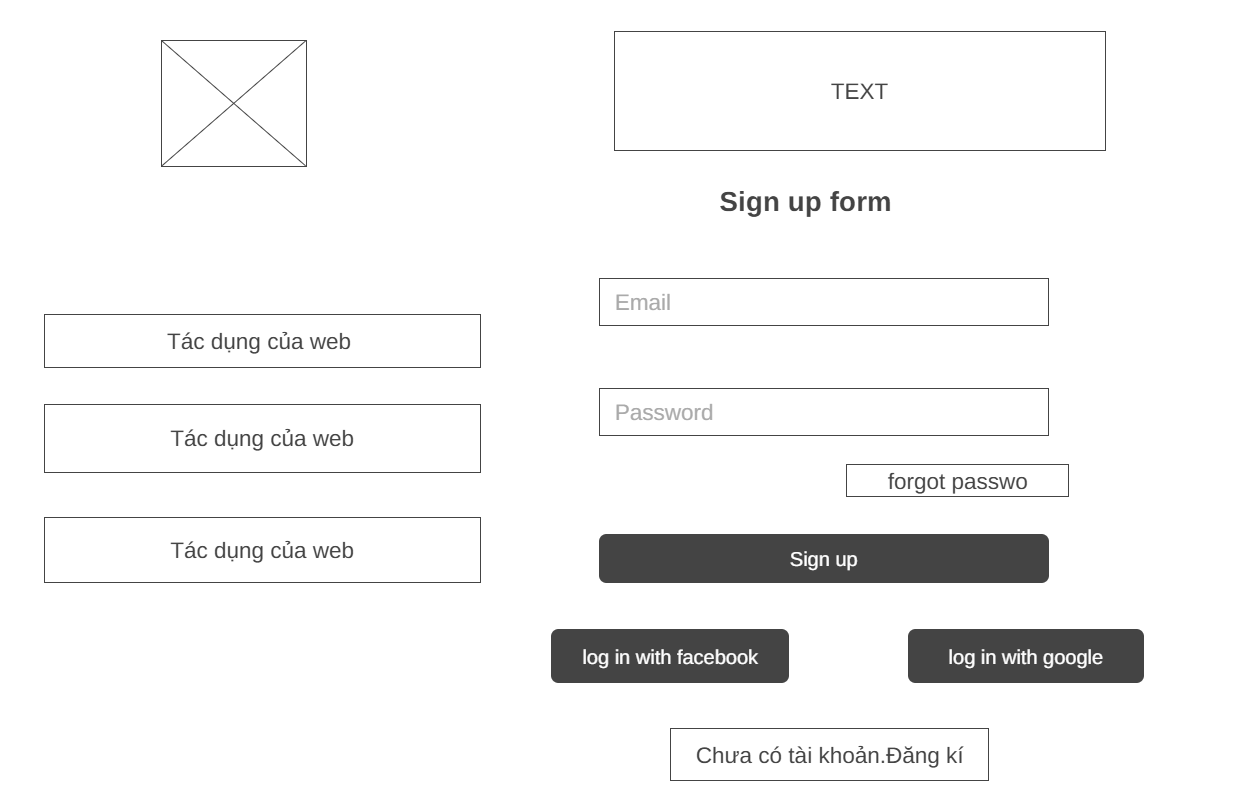 TEXT
Sign up form
Email
Password
forgot passwo
Sign up
log in with facebook
log in with google
Chưa có tài khoản.Đăng kí
Tác dụng của web
Tác dụng của web
Tác dụng của web